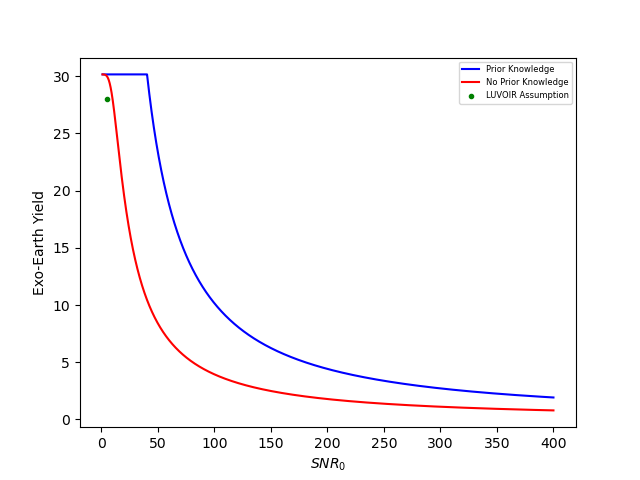 Prior Knowledge
No Prior Knowledge
LUVOIR Assumption
Exo-Earth Yield
30
25
20
15
10
5
0
0 50 100 150 200 250 300 350 400
SNR0